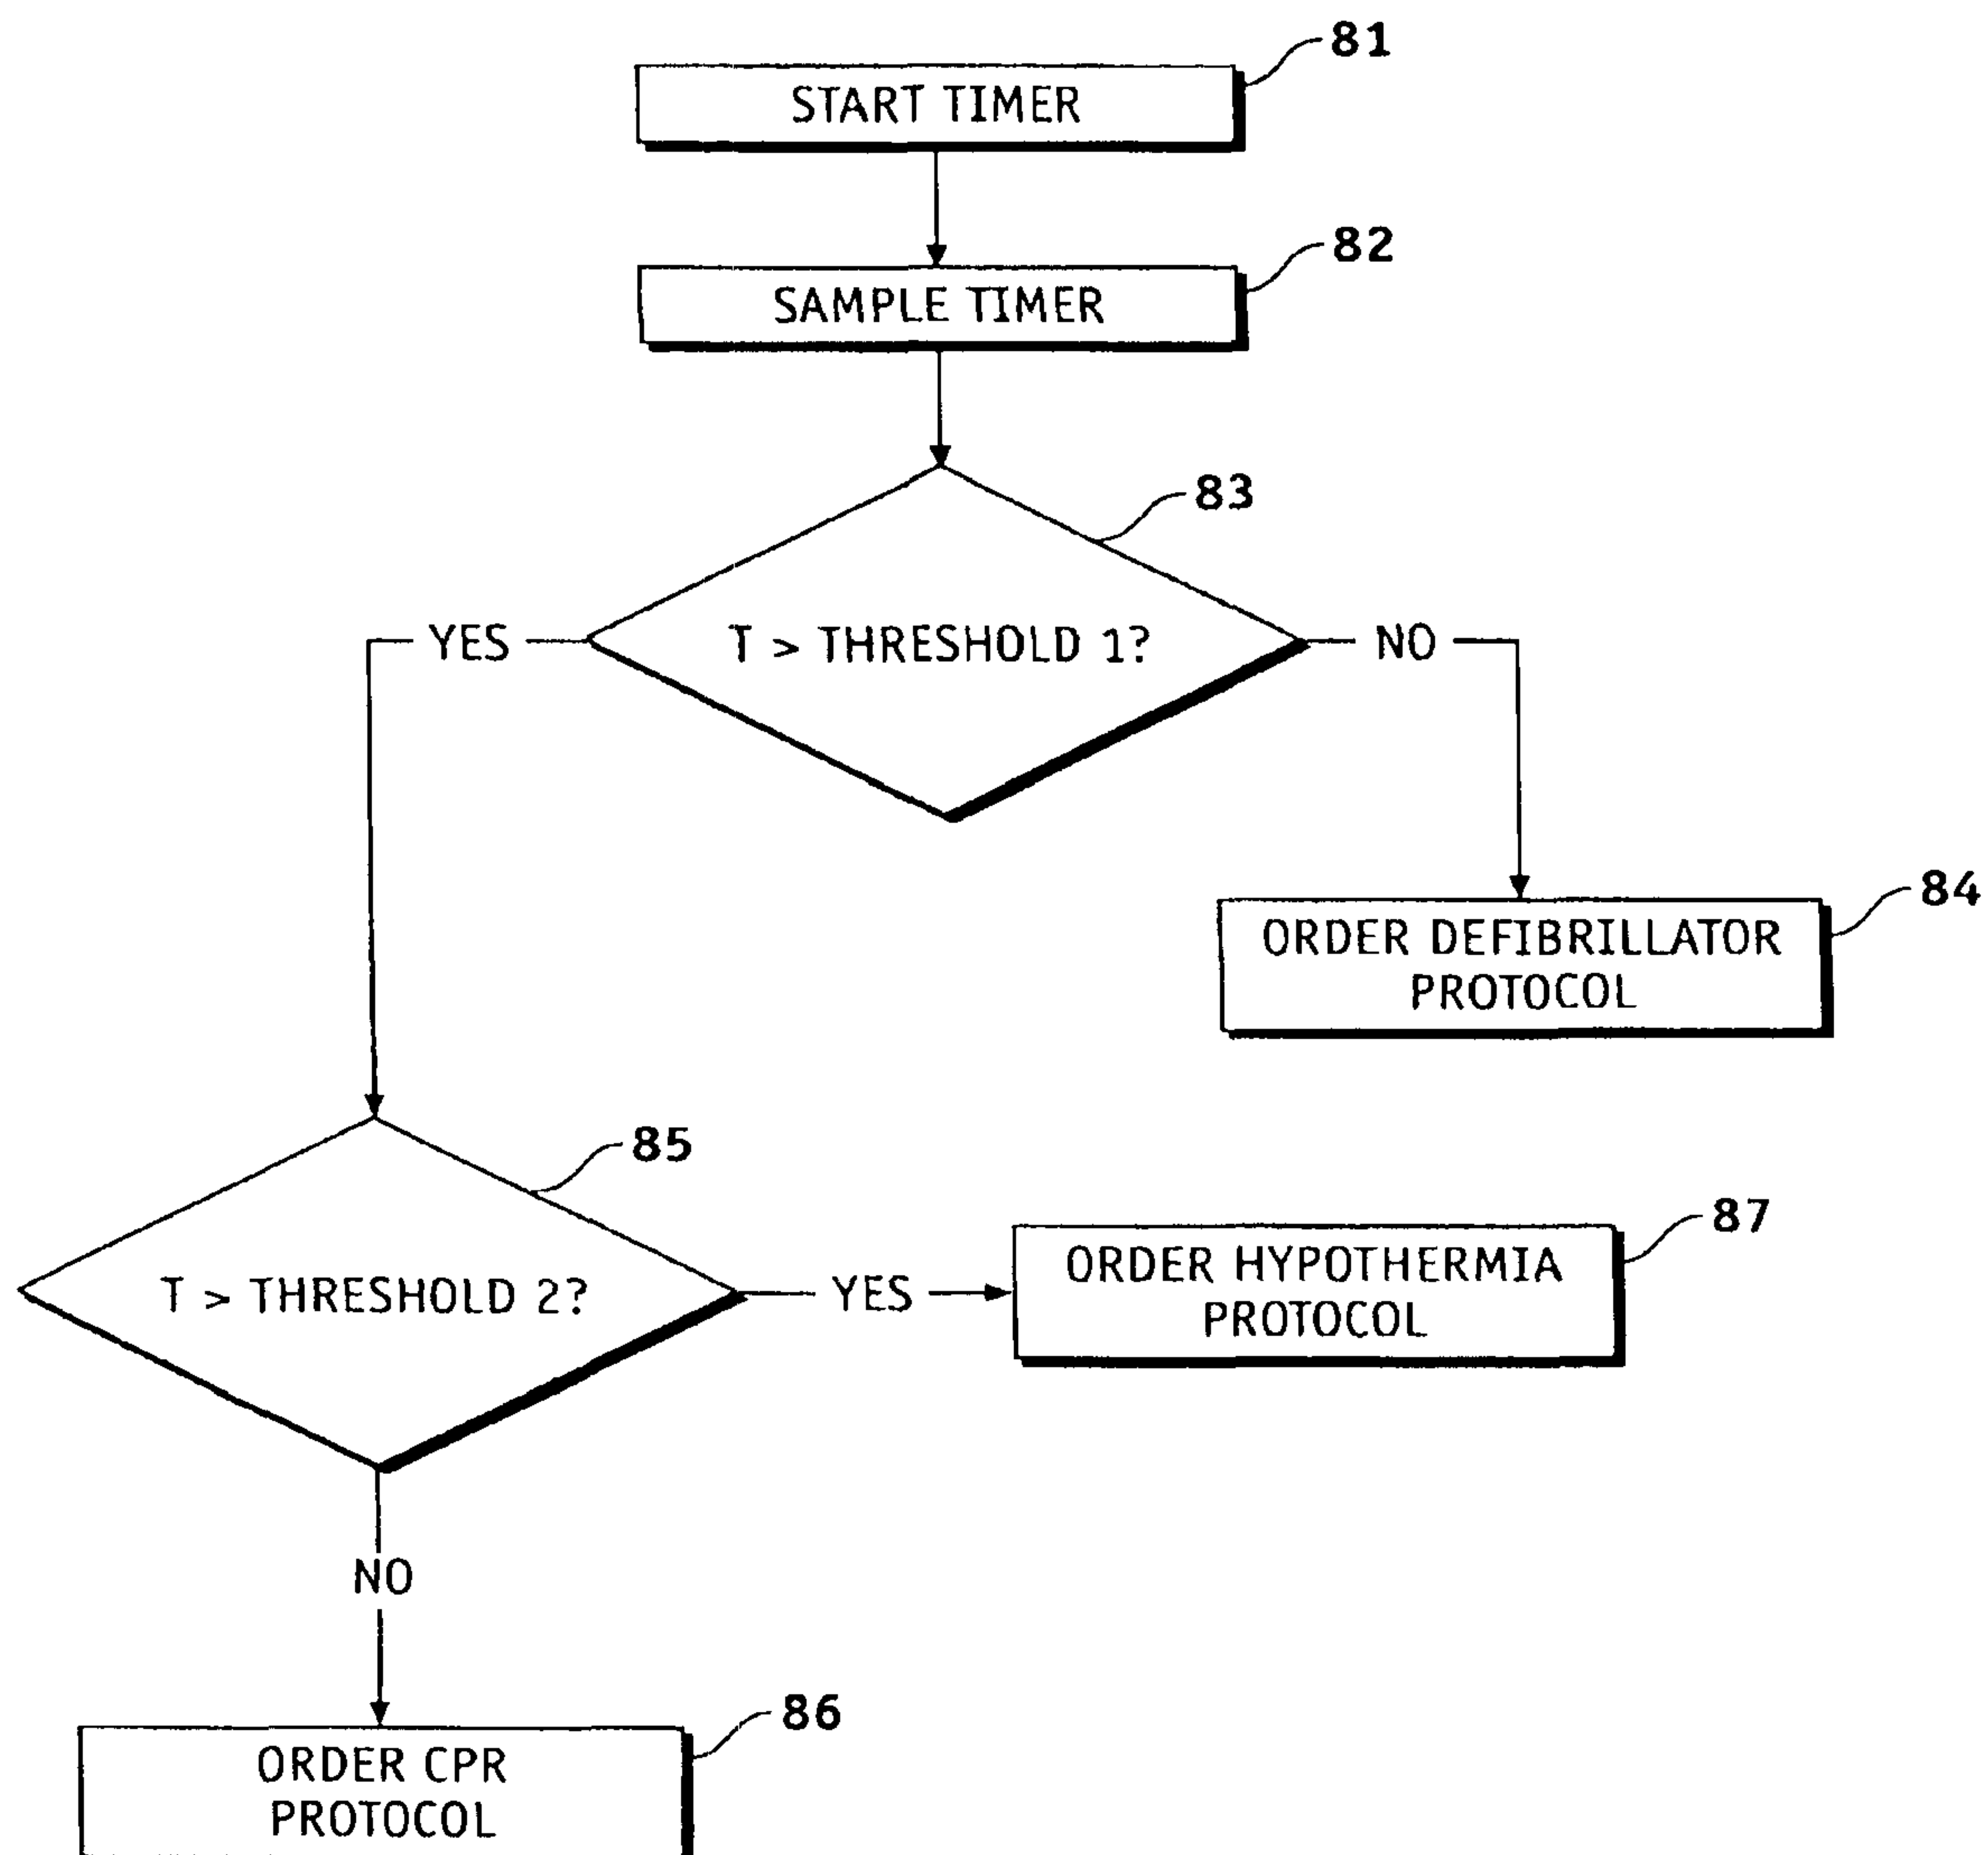 81
START TIMER
82
SAMPLE TIMER
83
YES
T > THRESHOLD 1?
NO
84
ORDER DEFIBRILLATOR
PROTOCOL
85
T > THRESHOLD 2?
YES
87
ORDER HYPOTHERMIA
PROTOCOL
NO
86
ORDER CPR
PROTOCOL